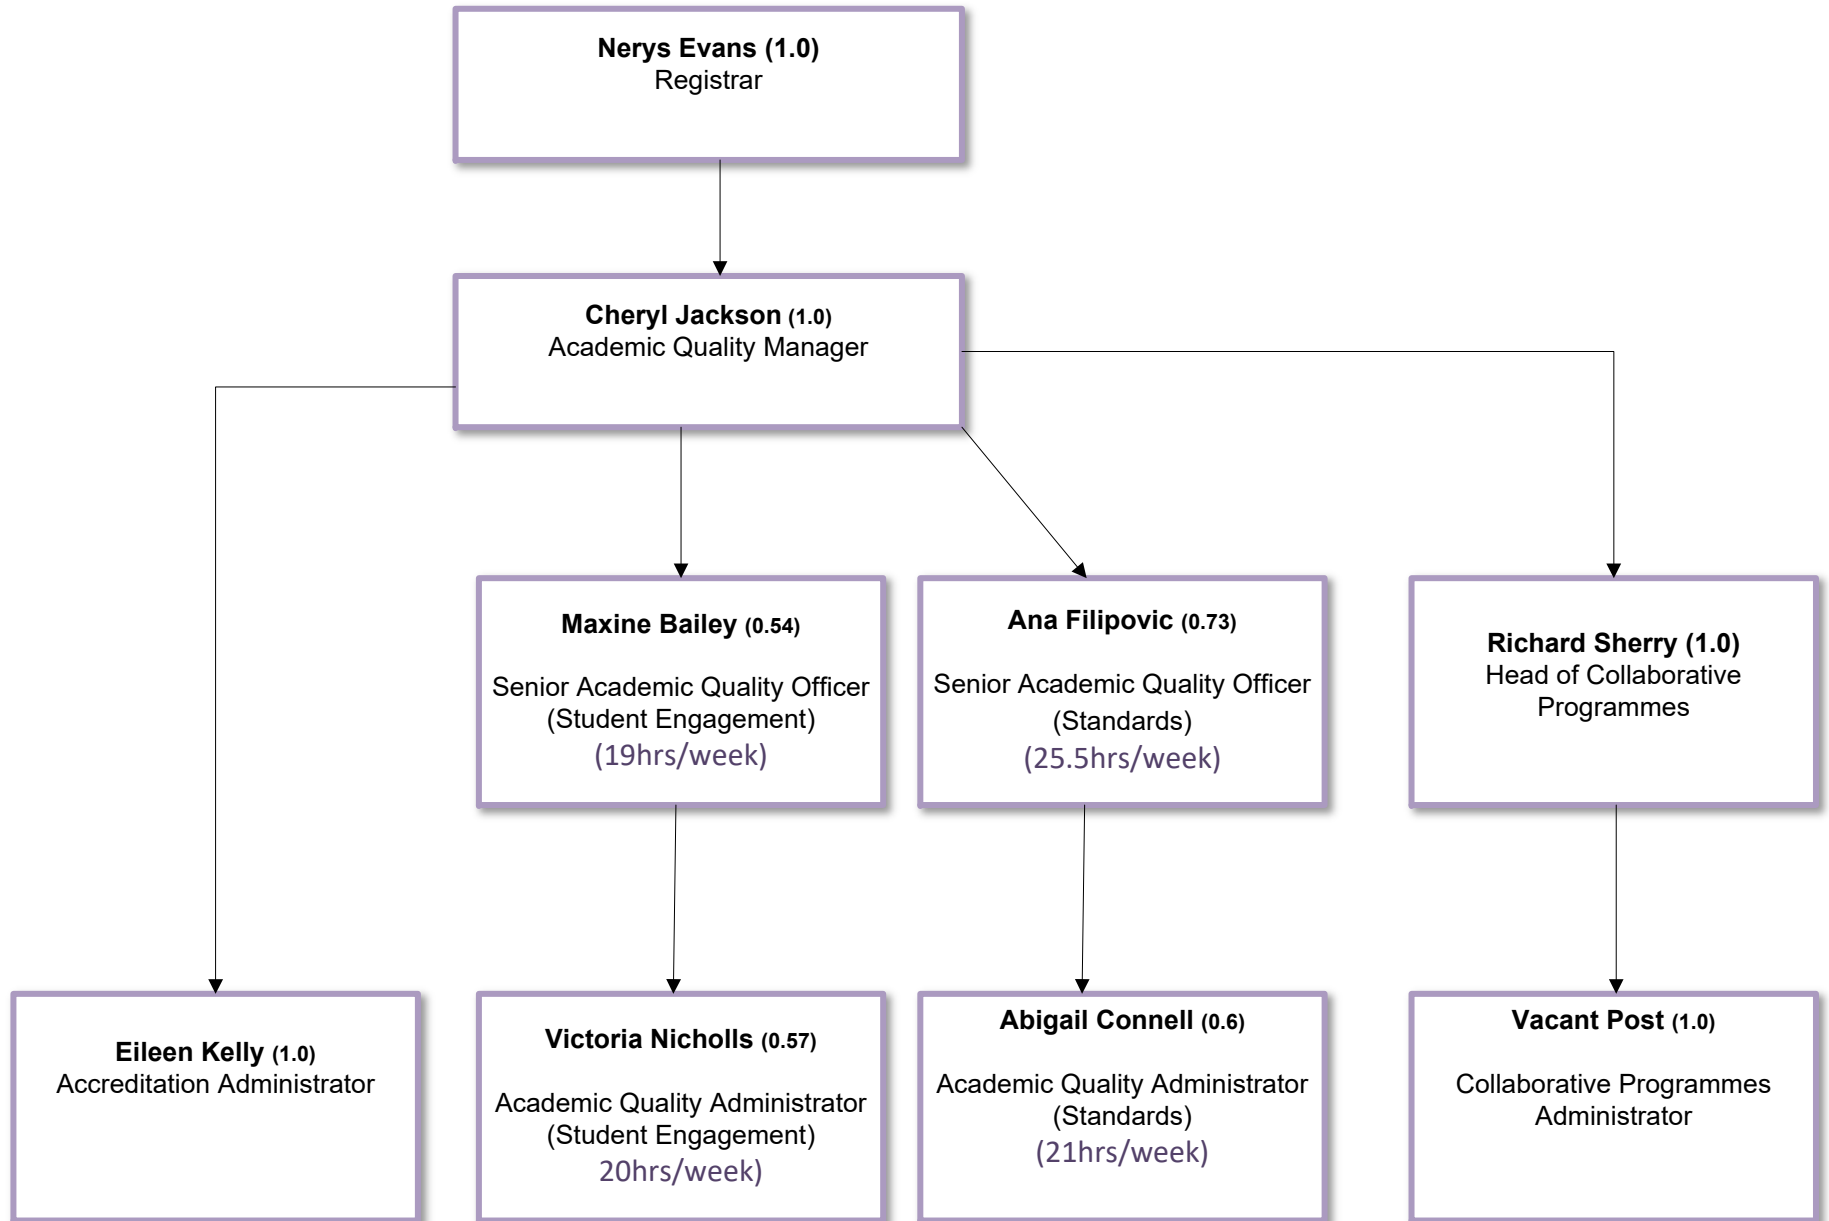 Nerys Evans (1.0)
Registrar
Cheryl Jackson (1.0)
Academic Quality Manager
Maxine Bailey (0.54)
Senior Academic Quality Officer
(Student Engagement)
(19hrs/week)
Ana Filipovic (0.73)
Senior Academic Quality Officer
(Standards)
(25.5hrs/week)
Richard Sherry (1.0)
Head of Collaborative
Programmes
Eileen Kelly (1.0)
Accreditation Administrator
Victoria Nicholls (0.57)
Academic Quality Administrator
(Student Engagement)
20hrs/week)
Abigail Connell (0.6)
Academic Quality Administrator
(Standards)
(21hrs/week)
Vacant Post (1.0)
Collaborative Programmes
Administrator